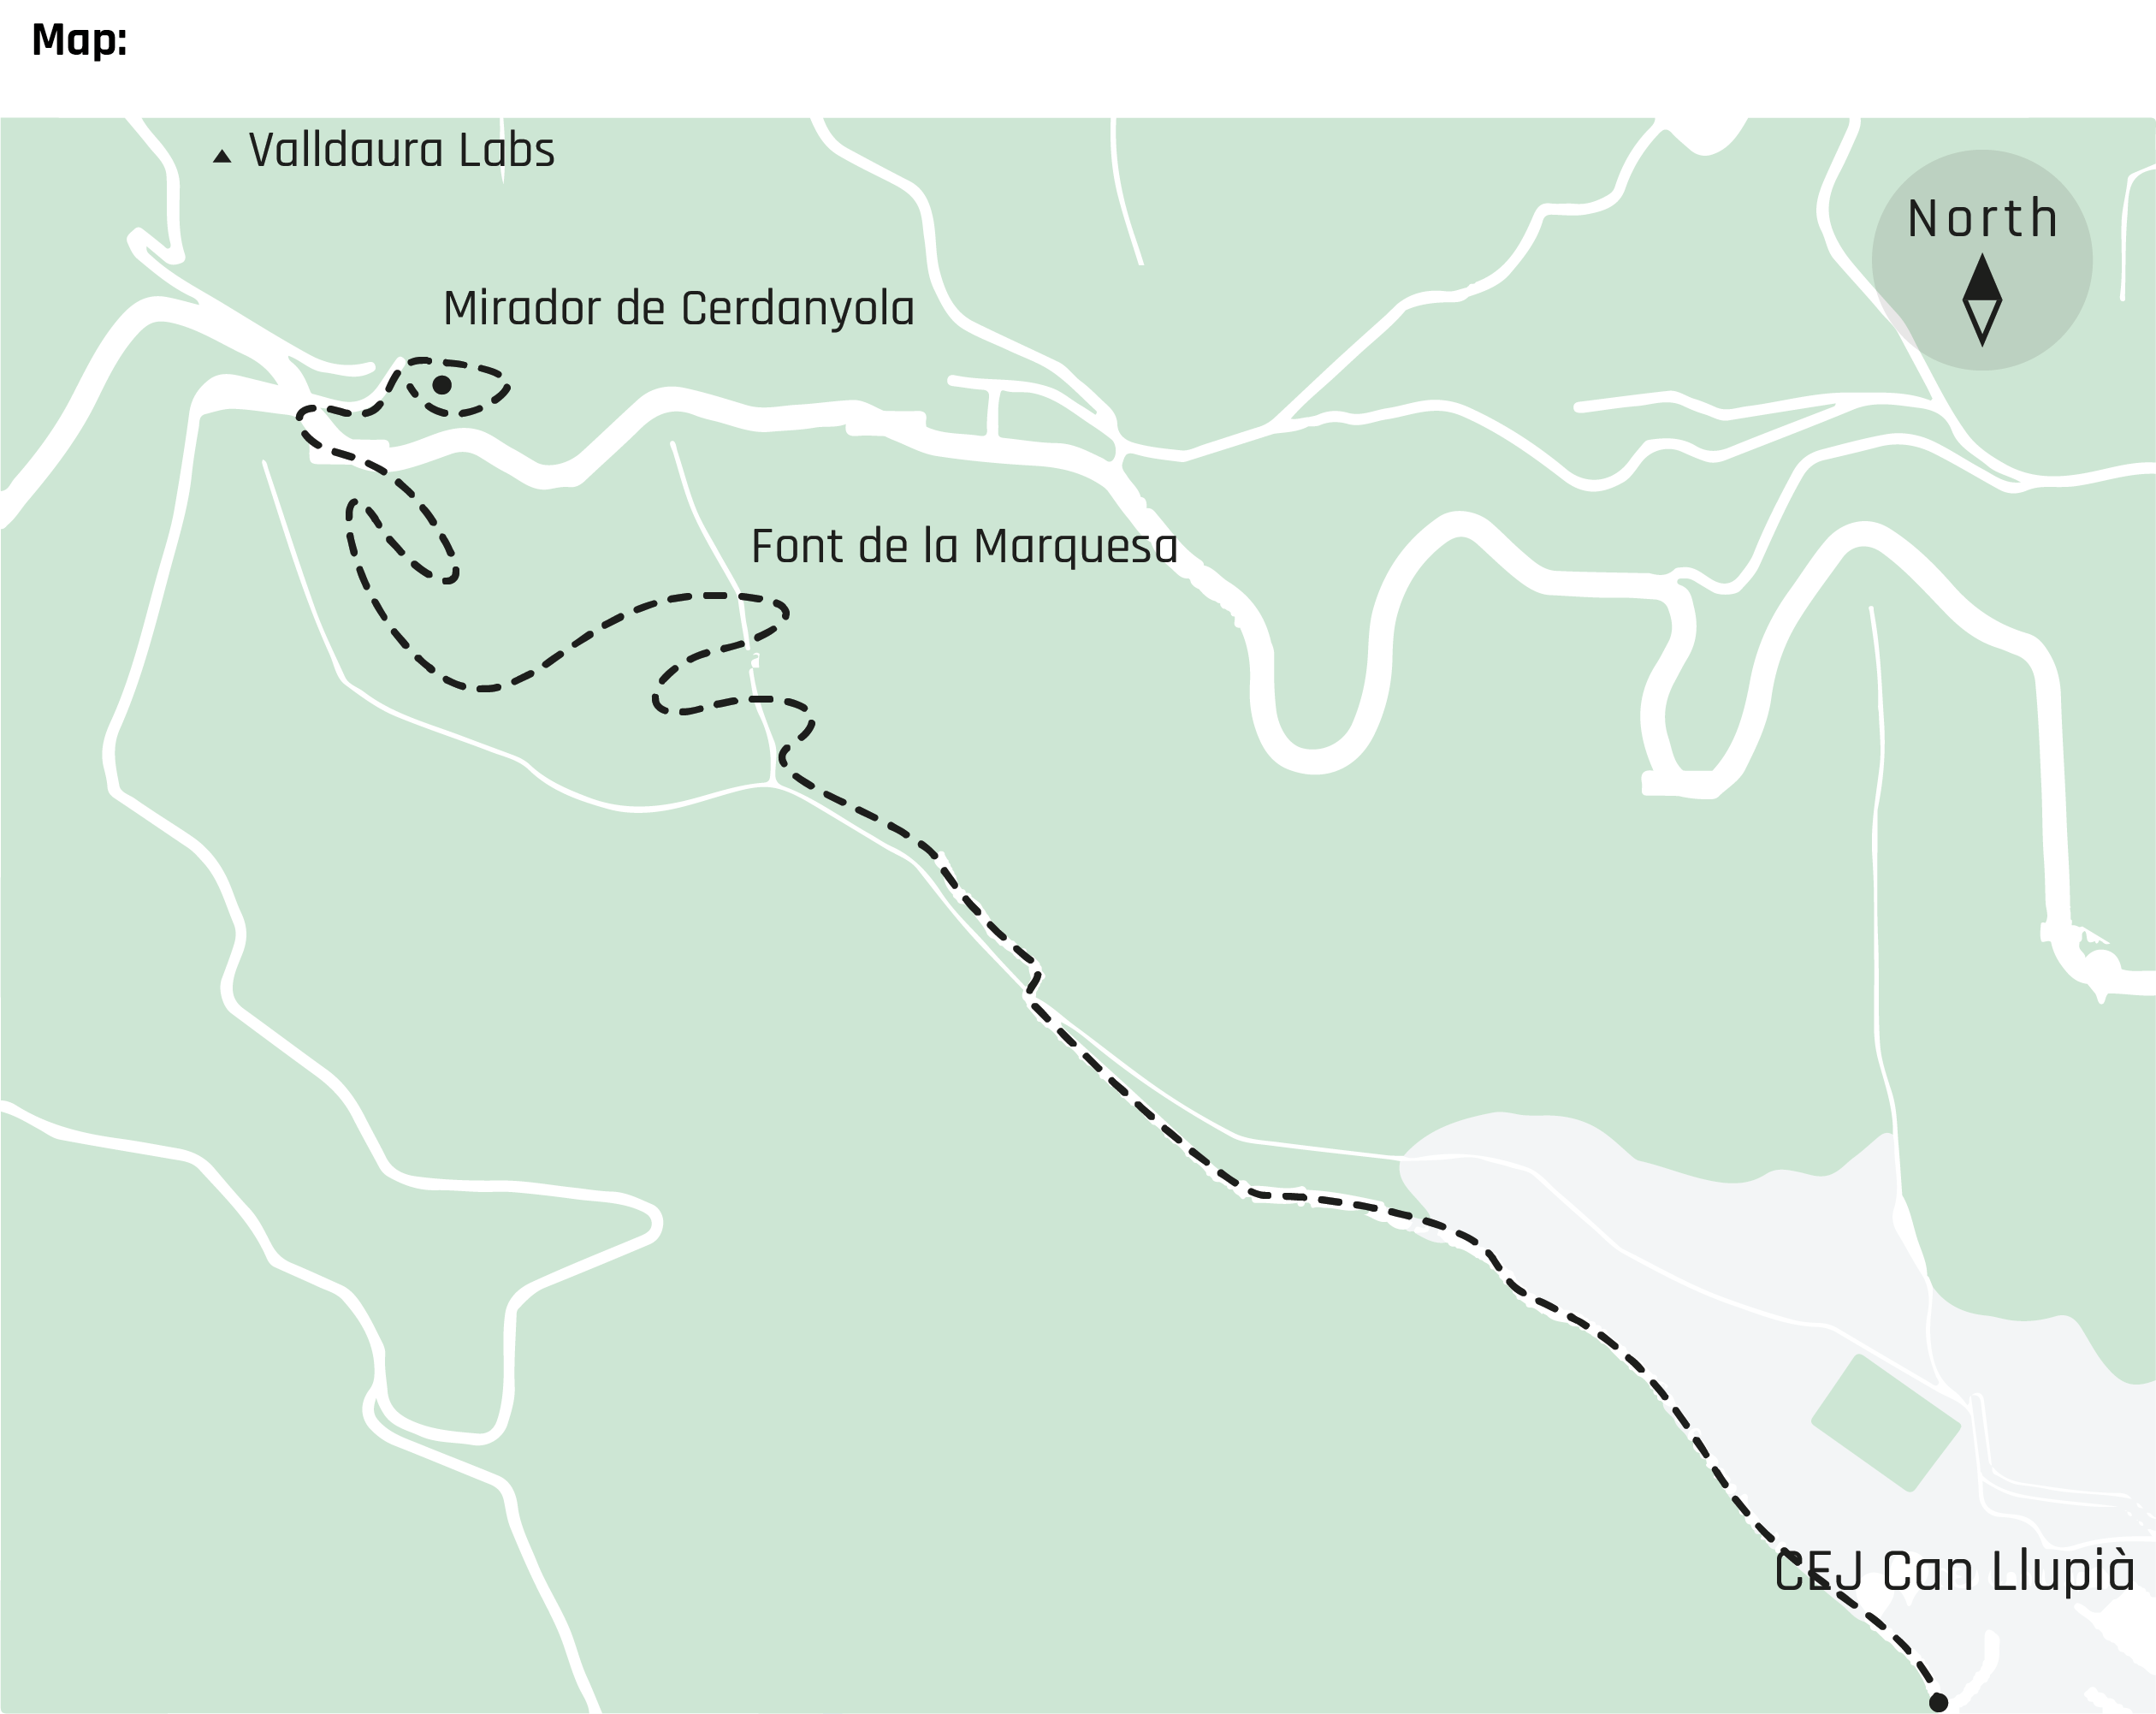 Map:
Valldaura Labs
North
Mirador de Cerdanyola
Font de la Marquesa
CEJ Can Llupià